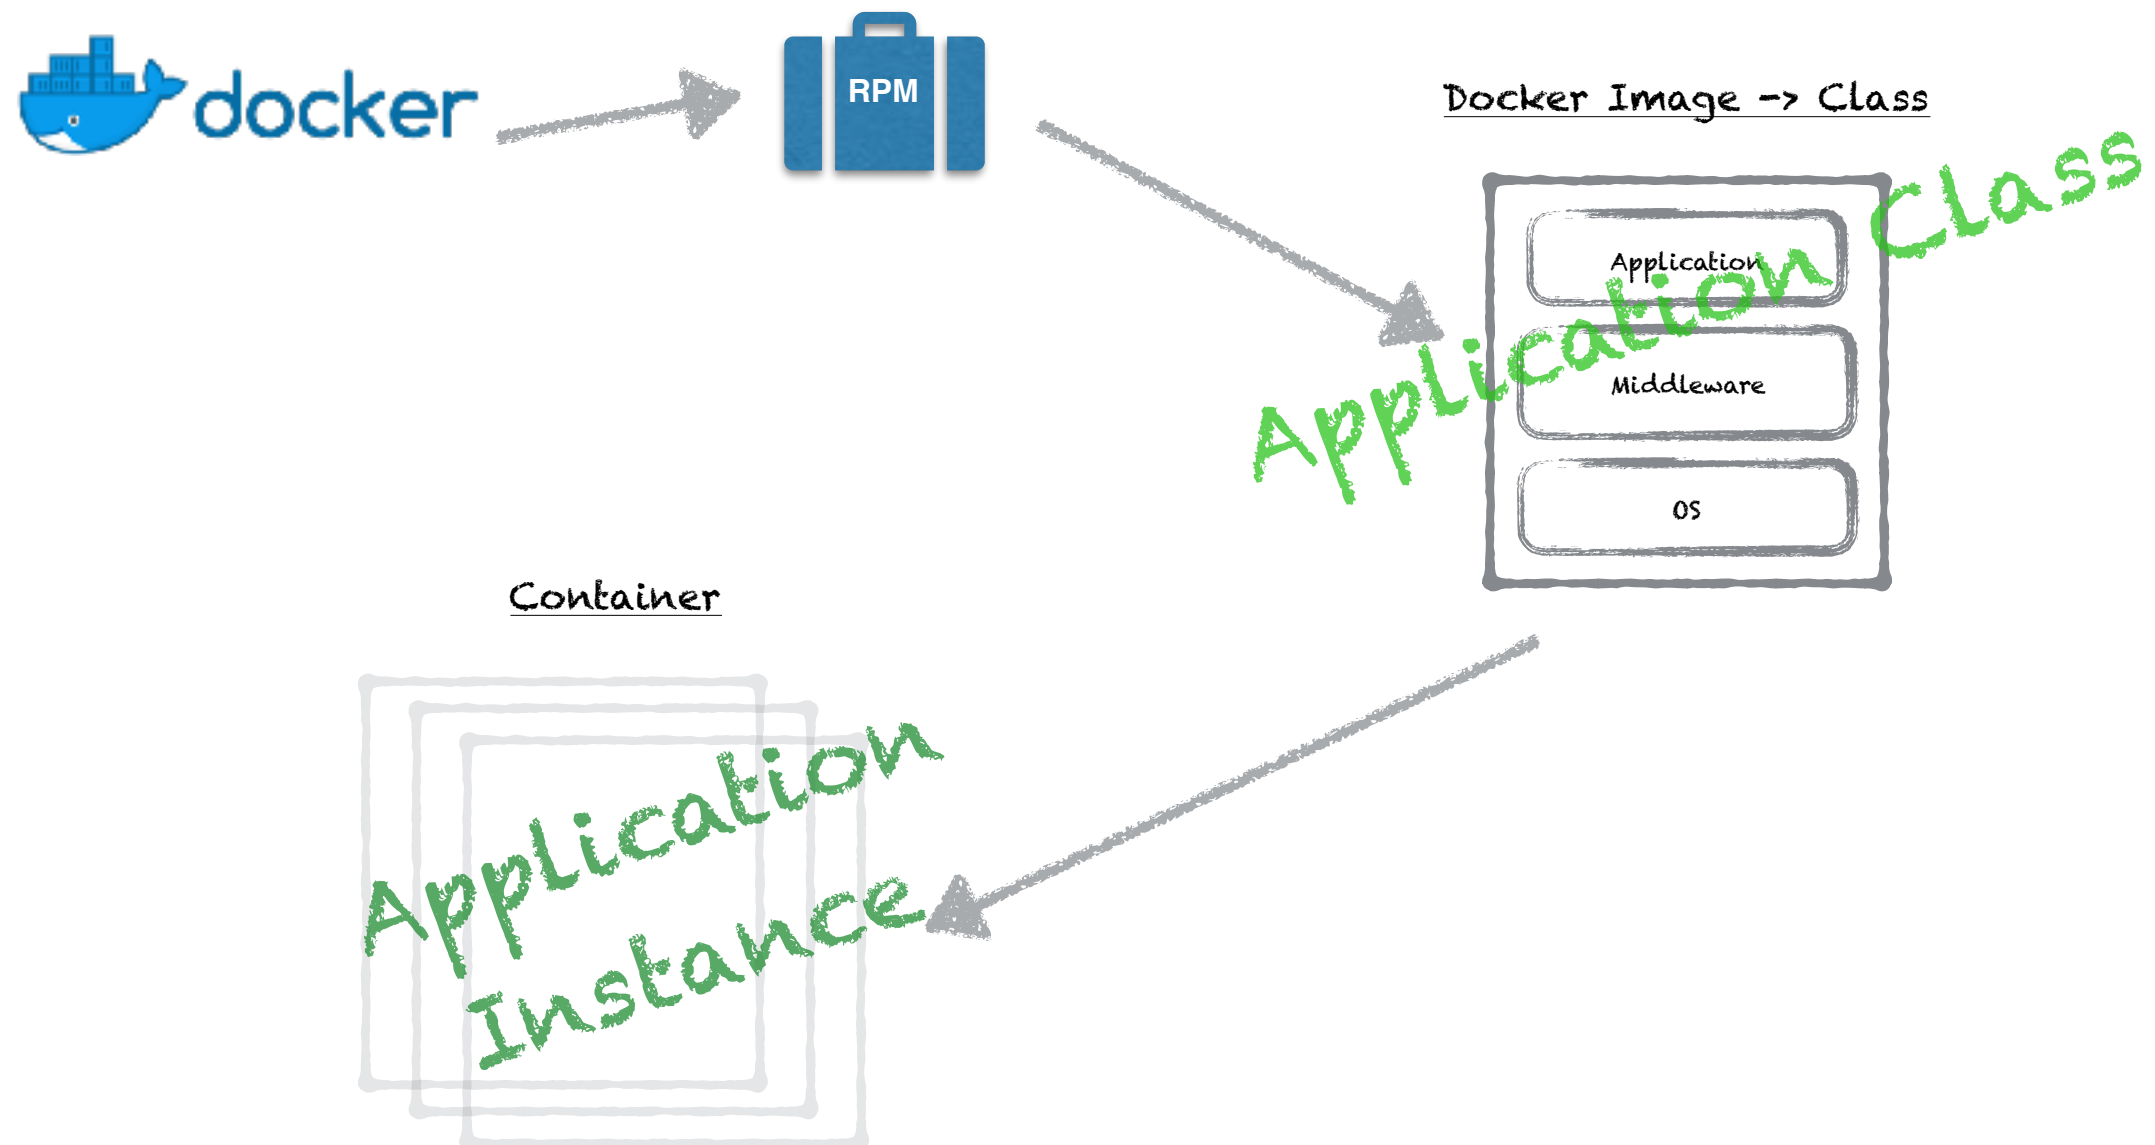 docker
RPM
Docker Image -> Class
Application
Middleware
OS
Application Class
Container
Application
Instance